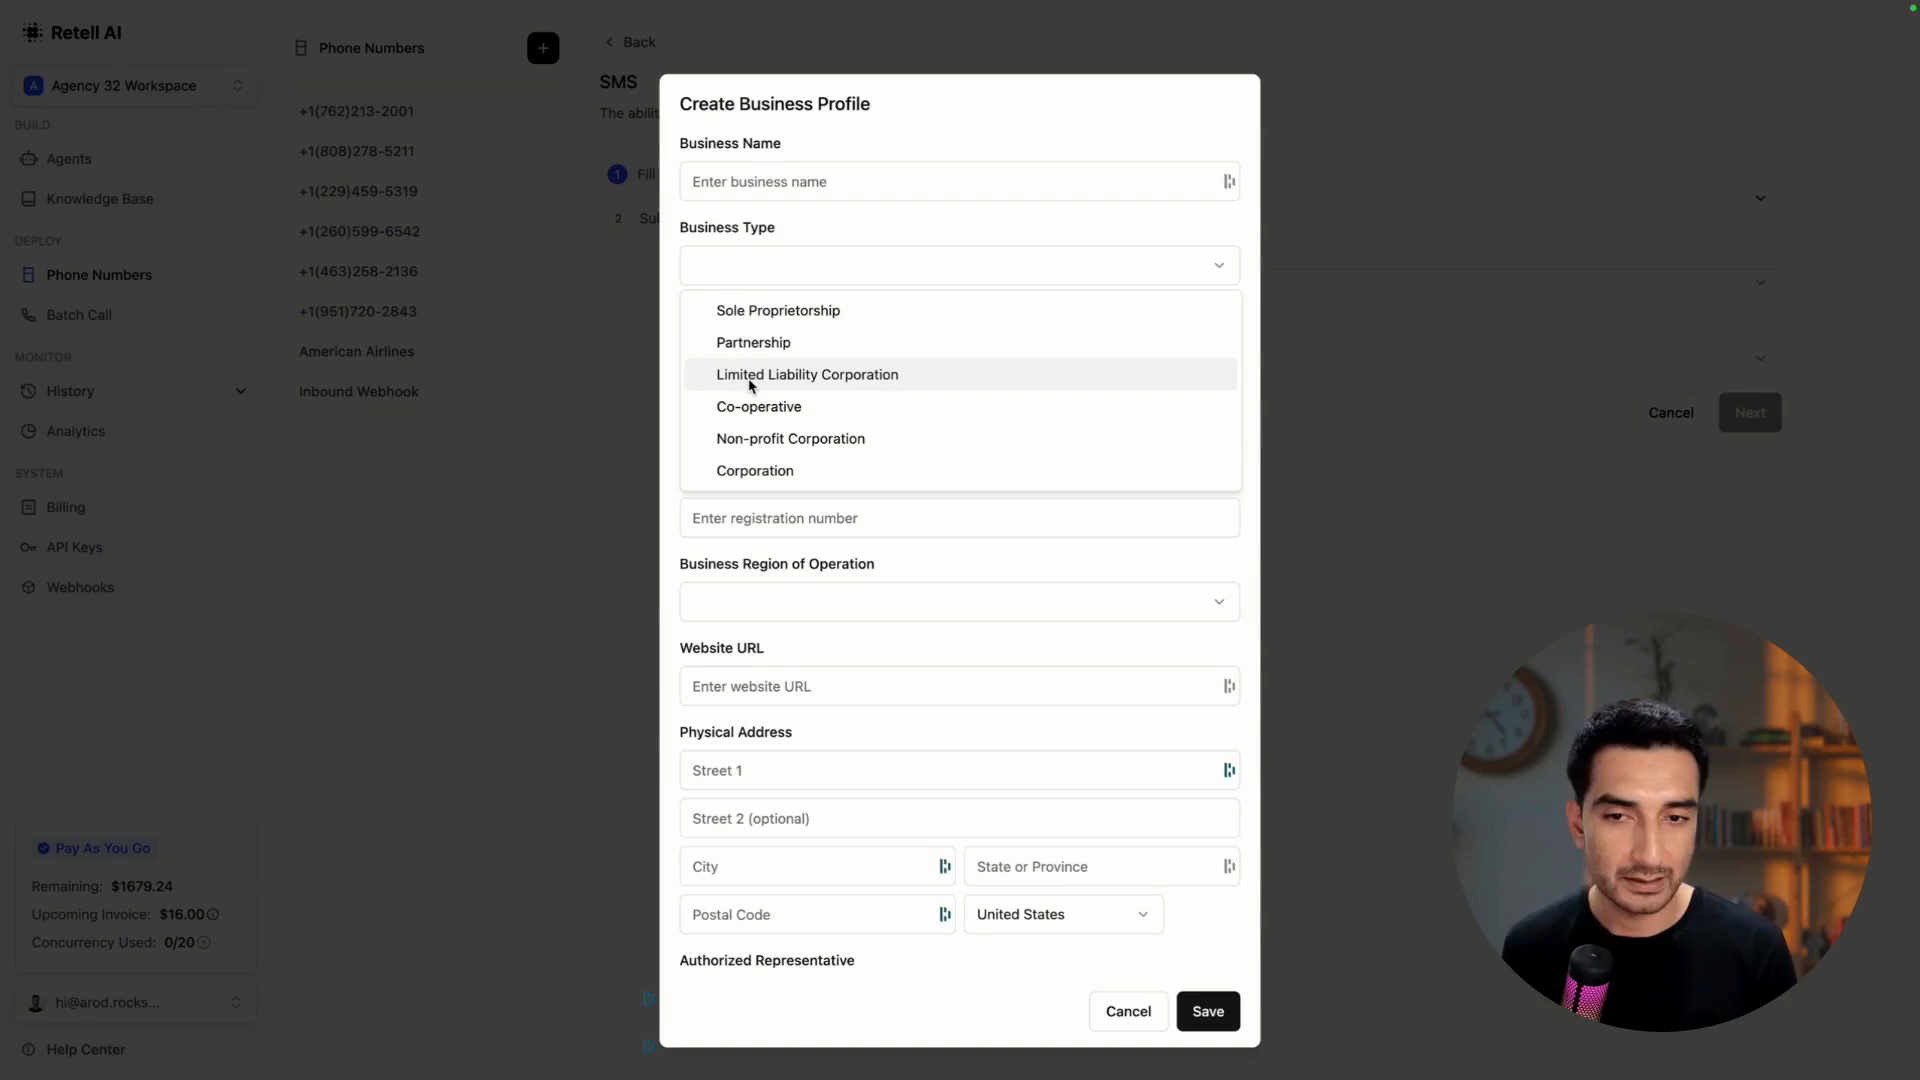 Retell AI
Agency 32 Workspace
BUILD
Agents
Knowledge Base
DEPLOY
Phone Numbers
Batch Call
MONITOR
History
Analytics
SYSTEM
Billing
API Keys
Webhooks
Pay As You Go
Remaining: $1679.24
Upcoming Invoice: $16.00
Concurrency Used: 0/20
hi@arod.rocks...
Help Center
Phone Numbers
+
+1(762)213-2001
+1(808)278-5211
+1(229)459-5319
+1(260)599-6542
+1(463)258-2136
+1(951)720-2843
American Airlines
Inbound Webhook
Back
SMS
The
1 Fill
2
Cancel
Next
Create Business Profile
Business Name
Enter business name
Business Type
Sole Proprietorship
Partnership
Limited Liability Corporation
Co-operative
Non-profit Corporation
Corporation
Enter registration number
Business Region of Operation
Website URL
Enter website URL
Physical Address
Street 1
Street 2 (optional)
City
State or Province
Postal Code
United States
Authorized Representative
Cancel
Save